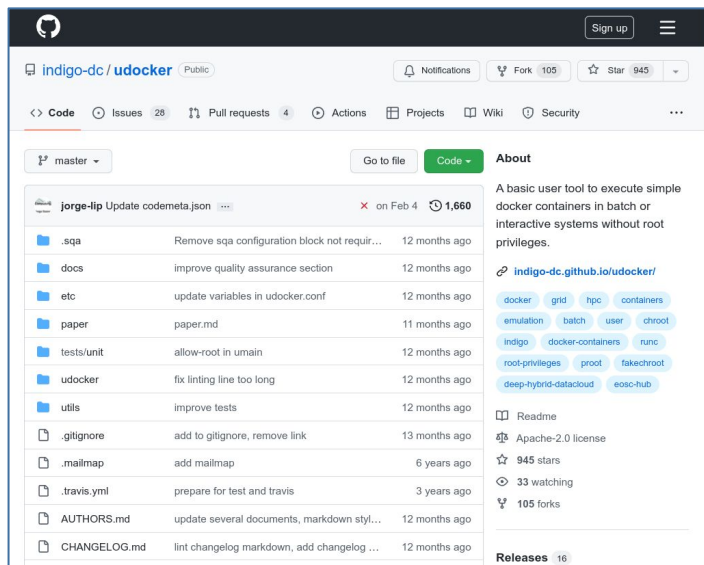 Sign up
indigo-dc / udocker Public
Notifications Fork 105 Star 945
Code Issues 28 Pull requests 4 Actions Projects Wiki Security ...
master Go to file Code
jorge-lip Update codemeta.json ... on Feb 4 1,660
.sqa Remove sqa configuration block not requir... 12 months ago
docs improve quality assurance section 12 months ago
etc update variables in udocker.conf 12 months ago
paper paper.md 11 months ago
tests/unit allow-root in umain 12 months ago
udocker fix linting line too long 12 months ago
utils improve tests 12 months ago
.gitignore add to gitignore, remove link 13 months ago
.mailmap add mailmap 6 years ago
.travis.yml prepare for test and travis 3 years ago
AUTHORS.md update several documents, markdown styl... 12 months ago
CHANGELOG.md lint changelog markdown, add changelog ... 12 months ago
About
A basic user tool to execute simple
docker containers in batch or
interactive systems without root
privileges.
indigo-dc.github.io/udocker/
docker grid hpc containers
emulation batch user chroot
indigo docker-containers runc
root-privileges proot fakechroot
deep-hybrid-datacloud eosc-hub
Readme
Apache-2.0 license
945 stars
33 watching
105 forks
Releases 16